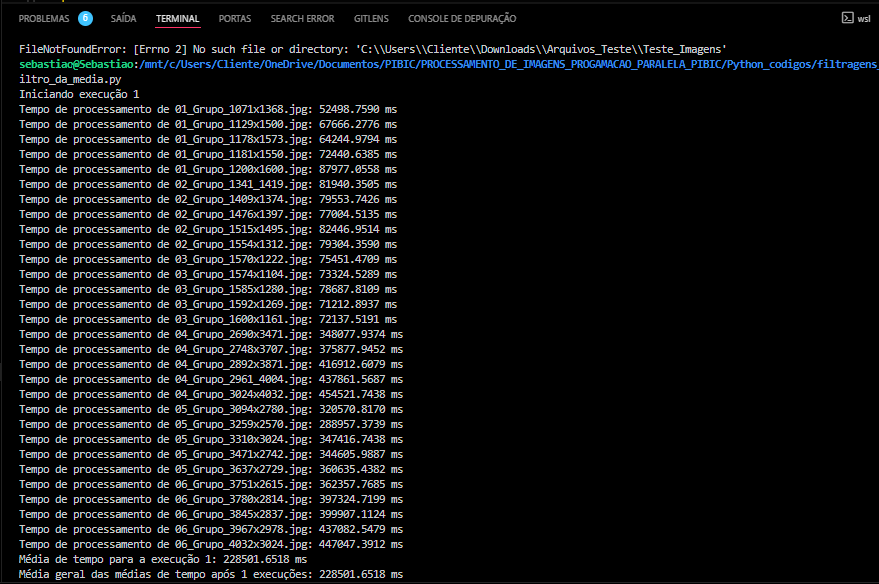 PROBLEMAS 6 SAÍDA TERMINAL PORTAS SEARCH ERROR GITLENS CONSOLE DE DEPURAÇÃO wsl
FileNotFoundError: [Errno 2] No such file or directory: 'C:\\Users\\Cliente\\Downloads\\Arquivos_Teste\\Teste_Imagens'
sebastiao@Sebastiao:/mnt/c/Users/Cliente/OneDrive/Documentos/PIBIC/PROCESSAMENTO_DE_IMAGENS_PROGAMACAO_PARALELA_PIBIC/Python_codigos/filtragens_
iltro_da_media.py
Iniciando execução 1
Tempo de processamento de 01_Grupo_1071x1368.jpg: 52498.7590 ms
Tempo de processamento de 01_Grupo_1129x1500.jpg: 67666.2776 ms
Tempo de processamento de 01_Grupo_1178x1573.jpg: 64244.9794 ms
Tempo de processamento de 01_Grupo_1181x1550.jpg: 72440.6385 ms
Tempo de processamento de 01_Grupo_1200x1600.jpg: 87977.0558 ms
Tempo de processamento de 02_Grupo_1341_1419.jpg: 81940.3505 ms
Tempo de processamento de 02_Grupo_1409x1374.jpg: 79553.7426 ms
Tempo de processamento de 02_Grupo_1476x1397.jpg: 77004.5135 ms
Tempo de processamento de 02_Grupo_1515x1495.jpg: 82446.9514 ms
Tempo de processamento de 02_Grupo_1554x1312.jpg: 79304.3590 ms
Tempo de processamento de 03_Grupo_1570x1222.jpg: 75451.4709 ms
Tempo de processamento de 03_Grupo_1574x1104.jpg: 73324.5289 ms
Tempo de processamento de 03_Grupo_1585x1280.jpg: 78687.8109 ms
Tempo de processamento de 03_Grupo_1592x1269.jpg: 71212.8937 ms
Tempo de processamento de 03_Grupo_1600x1161.jpg: 72137.5191 ms
Tempo de processamento de 04_Grupo_2690x3471.jpg: 348077.9374 ms
Tempo de processamento de 04_Grupo_2748x3707.jpg: 375877.9452 ms
Tempo de processamento de 04_Grupo_2892x3871.jpg: 416912.6079 ms
Tempo de processamento de 04_Grupo_2961_4004.jpg: 437861.5687 ms
Tempo de processamento de 04_Grupo_3024x4032.jpg: 454521.7438 ms
Tempo de processamento de 05_Grupo_3094x2780.jpg: 320570.8170 ms
Tempo de processamento de 05_Grupo_3259x2570.jpg: 288957.3739 ms
Tempo de processamento de 05_Grupo_3310x3024.jpg: 347416.7438 ms
Tempo de processamento de 05_Grupo_3471x2742.jpg: 344605.9887 ms
Tempo de processamento de 05_Grupo_3637x2729.jpg: 360635.4382 ms
Tempo de processamento de 06_Grupo_3751x2615.jpg: 362357.7685 ms
Tempo de processamento de 06_Grupo_3780x2814.jpg: 397324.7199 ms
Tempo de processamento de 06_Grupo_3845x2837.jpg: 399907.1124 ms
Tempo de processamento de 06_Grupo_3967x2978.jpg: 437082.5479 ms
Tempo de processamento de 06_Grupo_4032x3024.jpg: 447047.3912 ms
Média de tempo para a execução 1: 228501.6518 ms
Média geral das médias de tempo após 1 execuções: 228501.6518 ms